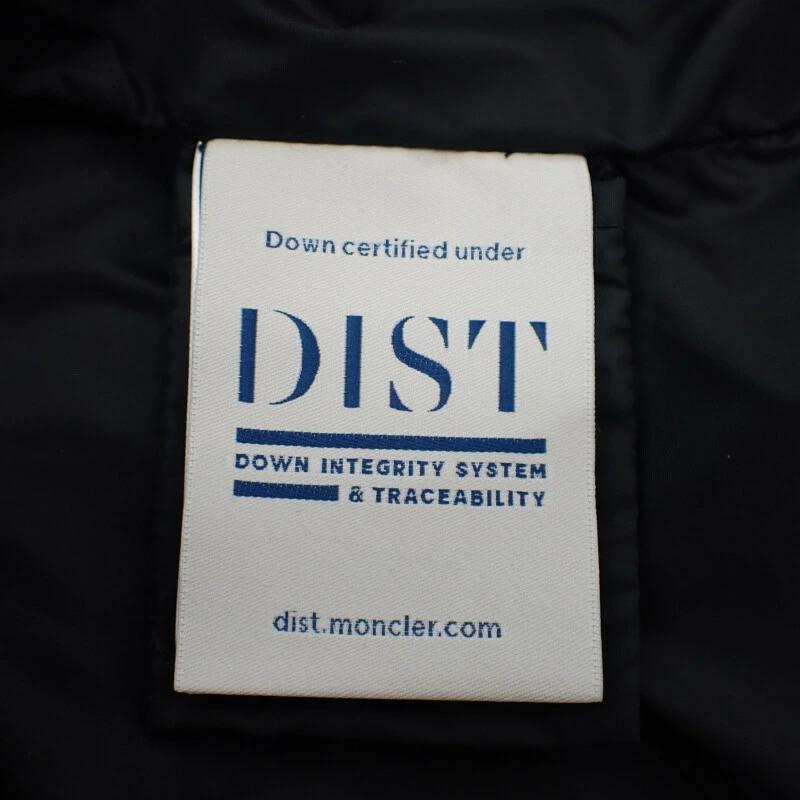 Down certified under
DIST
DOWN INTEGRITY SYSTEM
& TRACEABILITY
dist.moncler.com